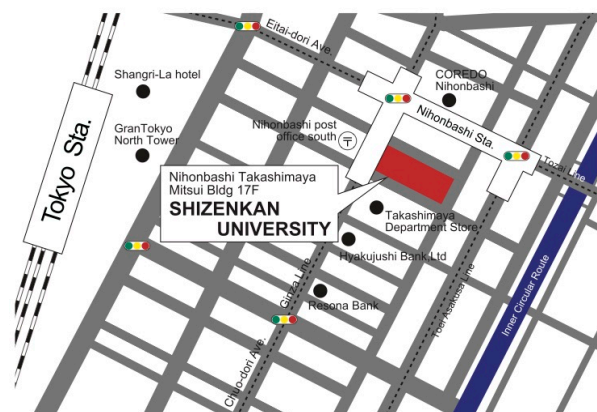 Eitai-dori Ave.
Shangri-La hotel
COREDO
Nihonbashi
Tokyo Sta.
GranTokyo
North Tower
Nihonbashi post
office south
〒
Nihonbashi Sta.
Tozai Line
Nihonbashi Takashimaya
Mitsui Bldg 17F
SHIZENKAN
UNIVERSITY
Takashimaya
Department Store
Hyakujushi Bank,Ltd
Ginza Line
Resona Bank
Toei Asakusa Line
Inner Circular Route
Chuo-dori Ave.